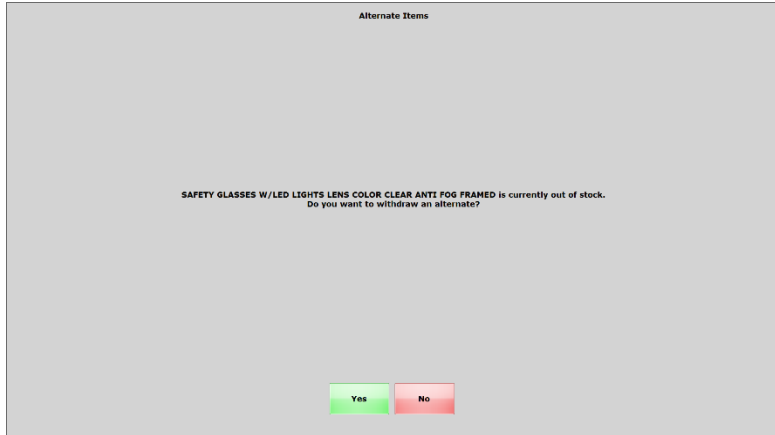 Alternate Items
SAFETY GLASSES W/LED LIGHTS LENS COLOR CLEAR ANTI FOG FRAMED is currently out of stock.
Do you want to withdraw an alternate?
Yes No